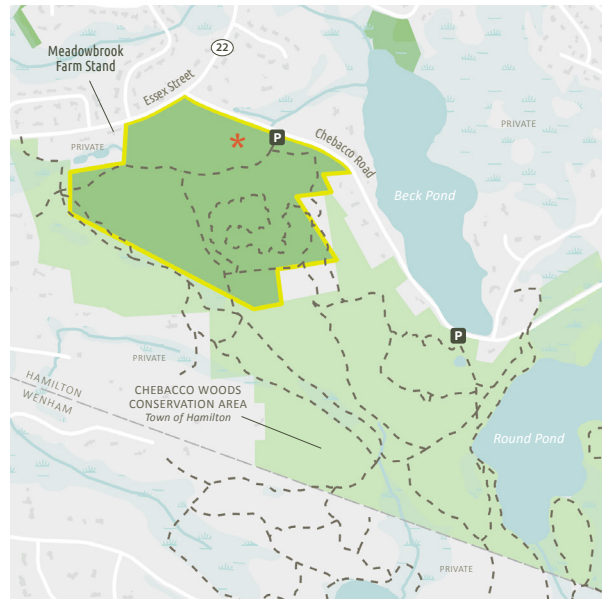 Meadowbrook
Farm Stand
Essex Street
22
PRIVATE
*
P
Chebacco Road
PRIVATE
Beck Pond
P
PRIVATE
HAMILTON
WENHAM
CHEBACCO WOODS
CONSERVATION AREA
Town of Hamilton
Round Pond
PRIVATE